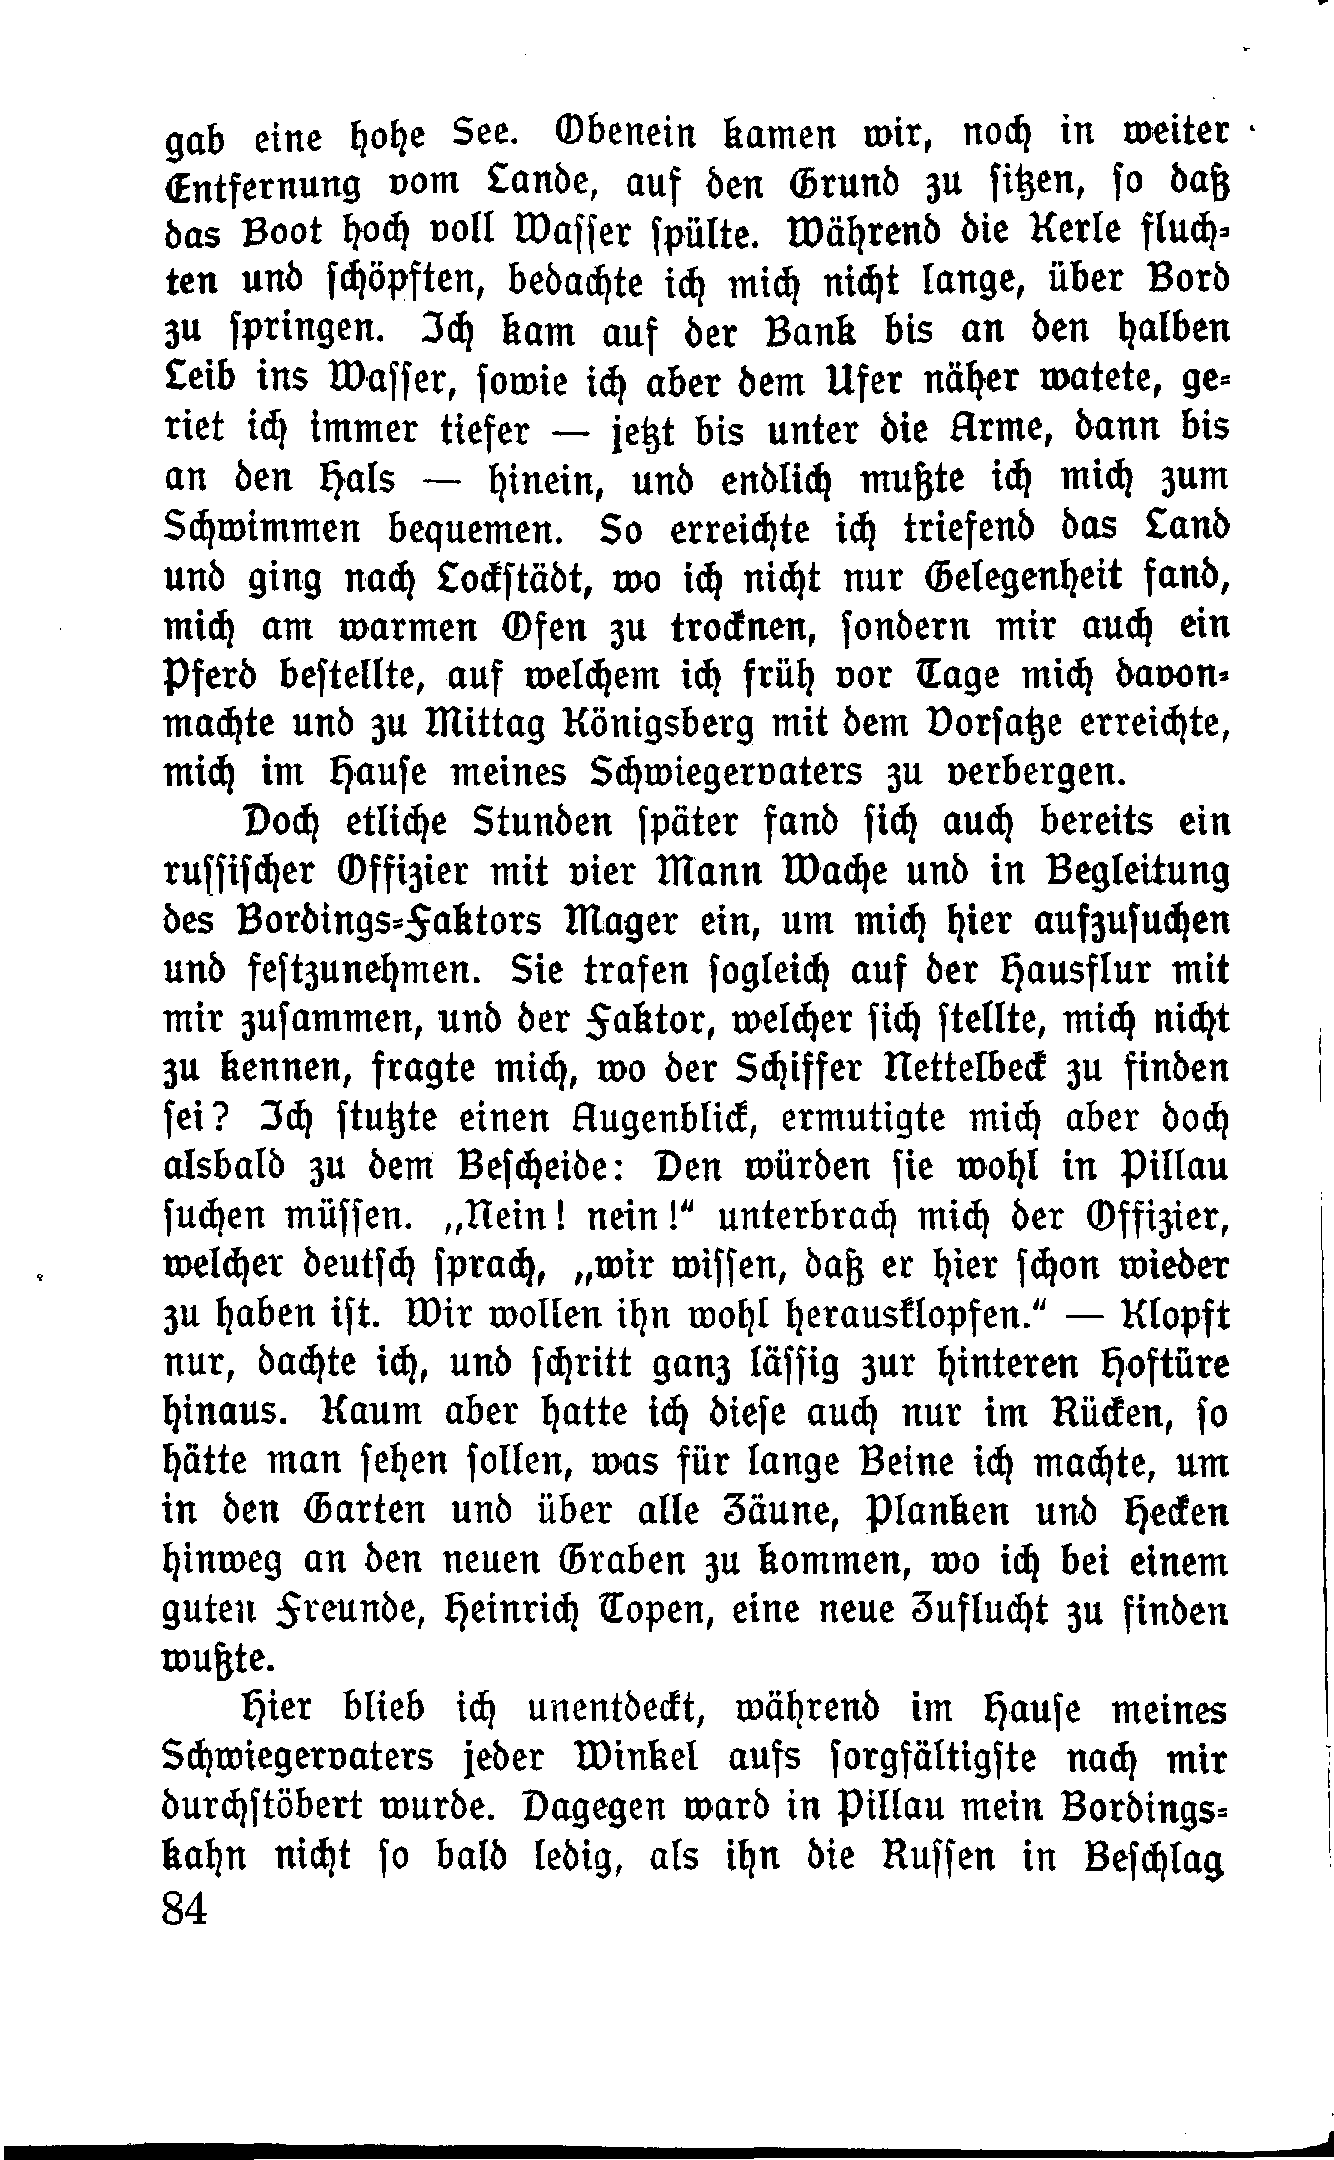 gab eine hohe See. Obenein kamen wir, noch in weiter
Entfernung vom Lande, auf den Grund zu sitzen, so daß
das Boot hoch voll Wasser spülte. Während die Kerle fluch-
ten und schöpften, bedachte ich mich nicht lange, über Bord
zu springen. Ich kam auf der Bank bis an den halben
Leib ins Wasser, sowie ich aber dem Ufer näher watete, ge-
riet ich immer tiefer — jetzt bis unter die Arme, dann bis
an den Hals — hinein, und endlich mußte ich mich zum
Schwimmen bequemen. So erreichte ich triefend das Land
und ging nach Lockstädt, wo ich nicht nur Gelegenheit fand,
mich am warmen Ofen zu trocknen, sondern mir auch ein
Pferd bestellte, auf welchem ich früh vor Tage mich davon-
machte und zu Mittag Königsberg mit dem Vorsatze erreichte,
mich im Hause meines Schwiegervaters zu verbergen.
Doch etliche Stunden später fand sich auch bereits ein
russischer Offizier mit vier Mann Wache und in Begleitung
des Bordings-Faktors Mager ein, um mich hier aufzusuchen
und festzunehmen. Sie trafen sogleich auf der Hausflur mit
mir zusammen, und der Faktor, welcher sich stellte, mich nicht
zu kennen, fragte mich, wo der Schiffer Nettelbeck zu finden
sei? Ich stutzte einen Augenblick, ermutigte mich aber doch
alsbald zu dem Bescheide: Den würden sie wohl in Pillau
suchen müssen. „Nein! nein!“ unterbrach mich der Offizier,
welcher deutsch sprach, „wir wissen, daß er hier schon wieder
zu haben ist. Wir wollen ihn wohl herausklopfen.“ — Klopft
nur, dachte ich, und schritt ganz lässig zur hinteren Hoftüre
hinaus. Kaum aber hatte ich diese auch nur im Rücken, so
hätte man sehen sollen, was für lange Beine ich machte, um
in den Garten und über alle Zäune, Planken und Hecken
hinweg an den neuen Graben zu kommen, wo ich bei einem
guten Freunde, Heinrich Topen, eine neue Zuflucht zu finden
wußte.
Hier blieb ich unentdeckt, während im Hause meines
Schwiegervaters jeder Winkel aufs sorgfältigste nach mir
durchstöbert wurde. Dagegen ward in Pillau mein Bordings-
kahn nicht so bald ledig, als ihn die Russen in Beschlag
84